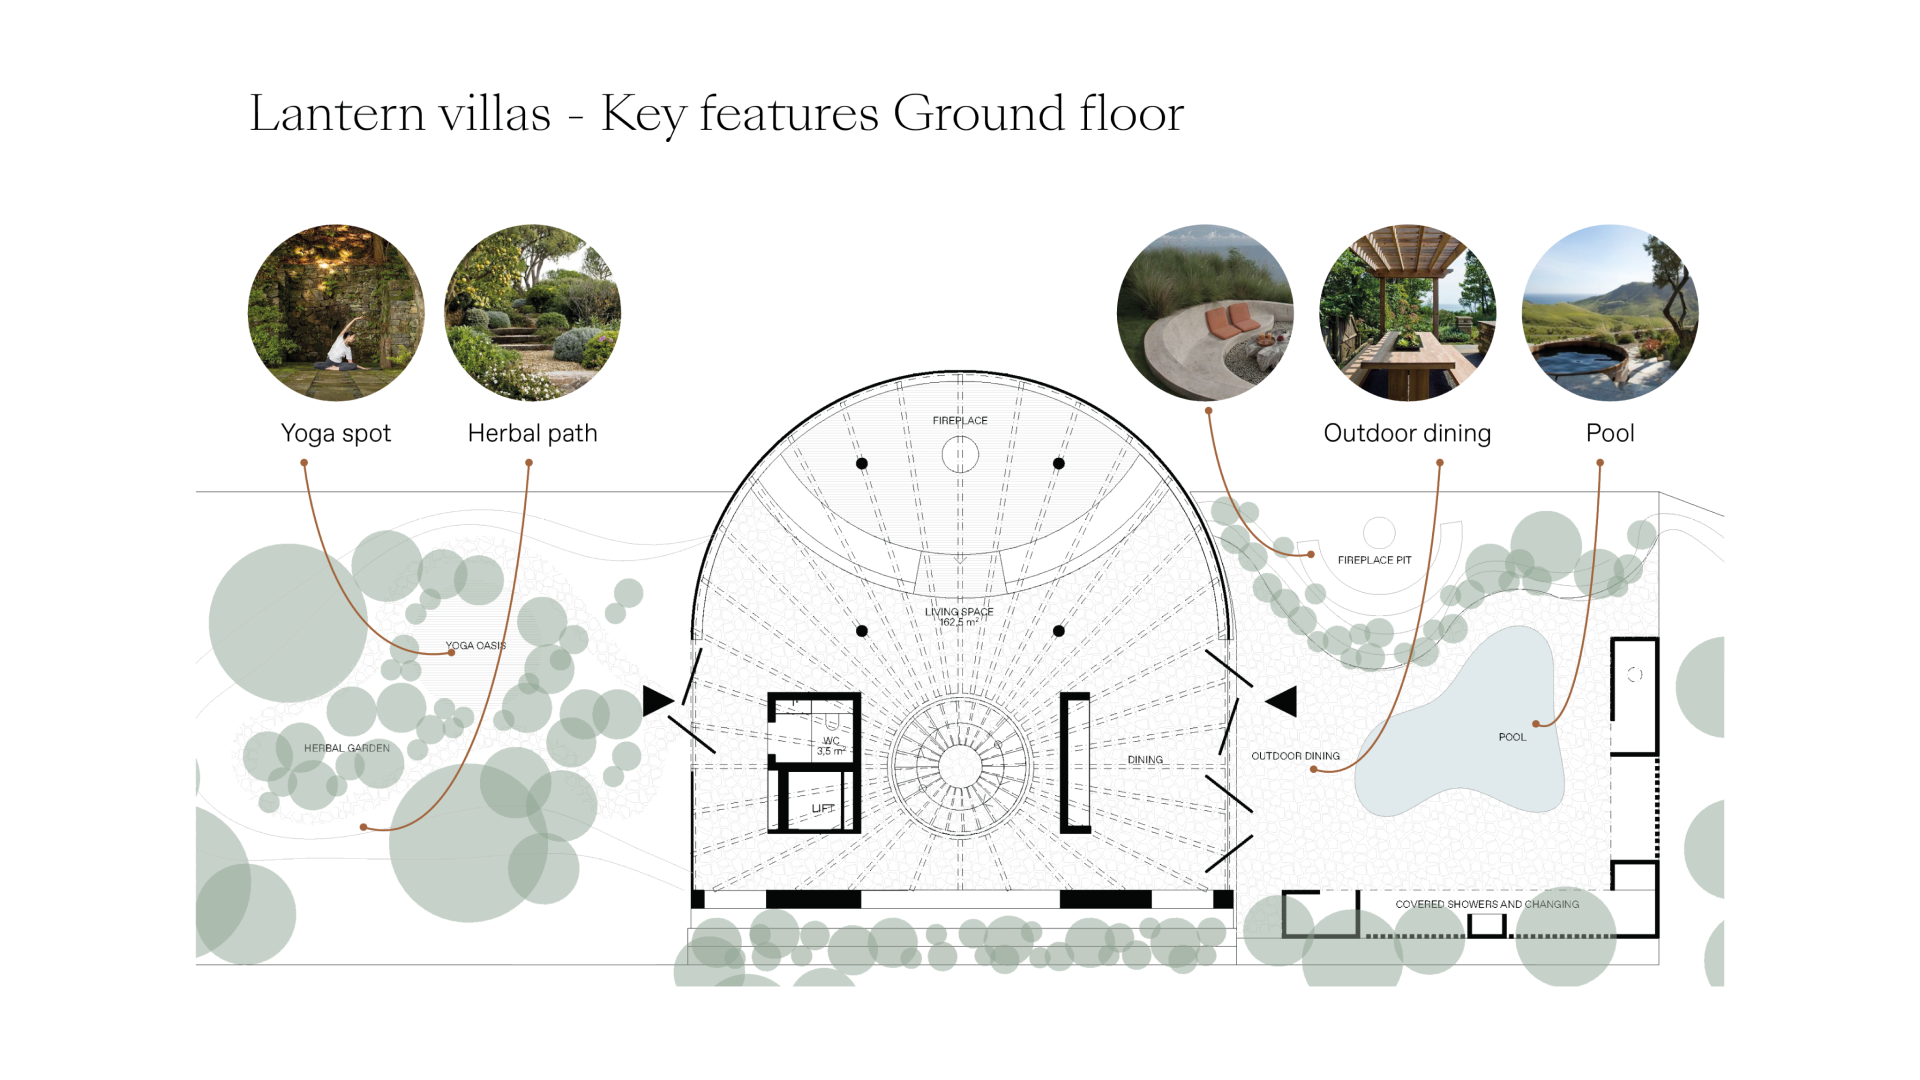 Lantern villas - Key features Ground floor
Yoga spot
Herbal path
Outdoor dining
Pool
FIREPLACE
FIREPLACE PIT
LIVING SPACE
162,5 m²
YOGA OASIS
HERBAL GARDEN
WC
3,5 m²
LIFT
DINING
OUTDOOR DINING
POOL
COVERED SHOWERS AND CHANGING